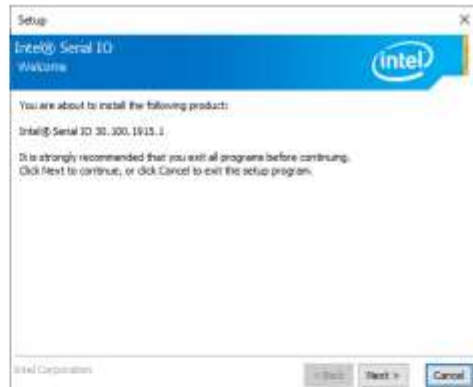 Setup
Intel® Serial IO
Welcome
intel
You are about to install the following product:
Intel® Serial IO 30.100.1915.1
It is strongly recommended that you exit all programs before continuing.
Click Next to continue, or click Cancel to exit the setup program.
Intel Corporation
< Back
Next >
Cancel